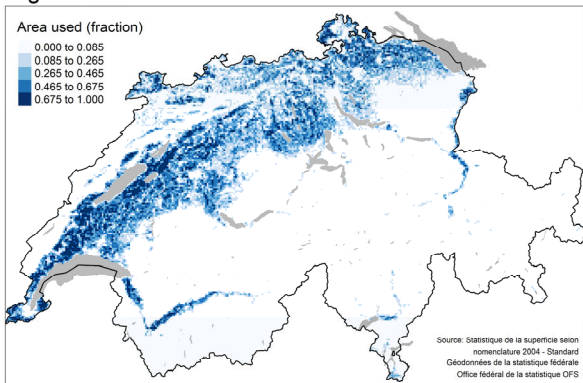 Area used (fraction)
0.000 to 0.085
0.085 to 0.265
0.265 to 0.465
0.465 to 0.675
0.675 to 1.000
Source: Statistique de la superficie selon
nomenclature 2004 - Standard
Géodonnées de la statistique fédérale
Office fédéral de la statistique OFS